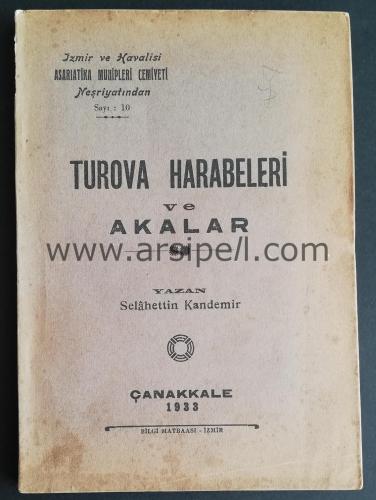 Izmir ve Havalisi
ASARIATİKA MUHİPLERİ CEMİYETİ
Neşriyatından
Sayı : 10
TUROVA HARABELERİ
ve
AKALAR
www.arsipell.com
YAZAN
Selâhettin Kandemir
ÇANAKKALE
1933
BİLGİ MATBAASI - İZMİR